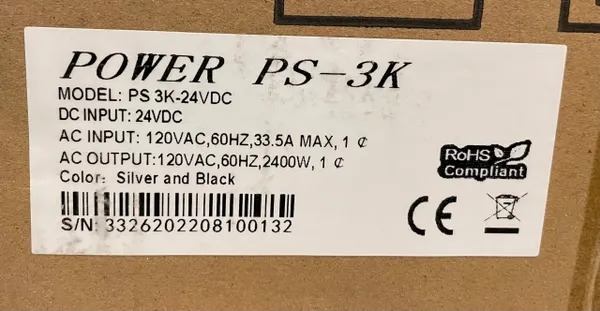 POWER PS-3K
MODEL: PS 3K-24VDC
DC INPUT: 24VDC
AC INPUT: 120VAC,60HZ,33.5A MAX, 1 ¢
AC OUTPUT:120VAC,60HZ,2400W, 1 ¢
Color: Silver and Black
RoHS
Compliant
CE
S/N: 3326202208100132